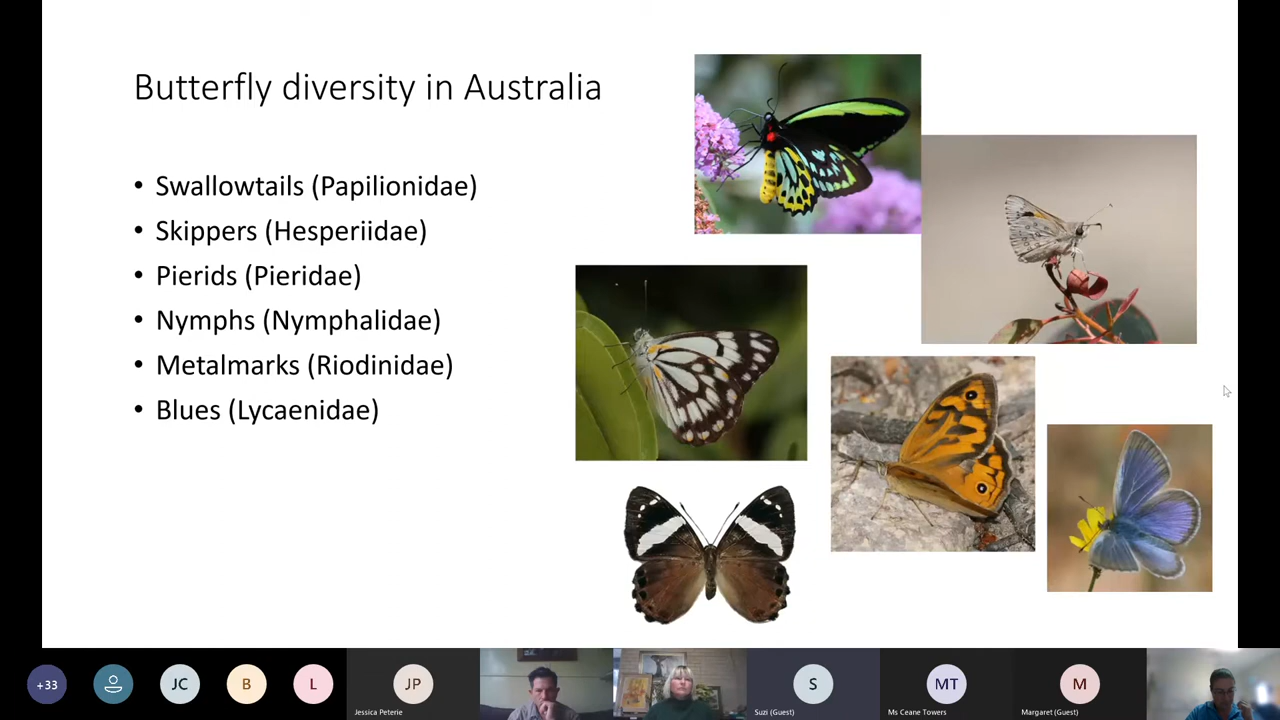 Butterfly diversity in Australia
• Swallowtails (Papilionidae)
• Skippers (Hesperiidae)
• Pierids (Pieridae)
• Nymphs (Nymphalidae)
• Metalmarks (Riodinidae)
• Blues (Lycaenidae)
+33
JC
B
L
JP
S
MT
M
Jessica Peterie
Suzi (Guest)
Ms Ceane Towers
Margaret (Guest)